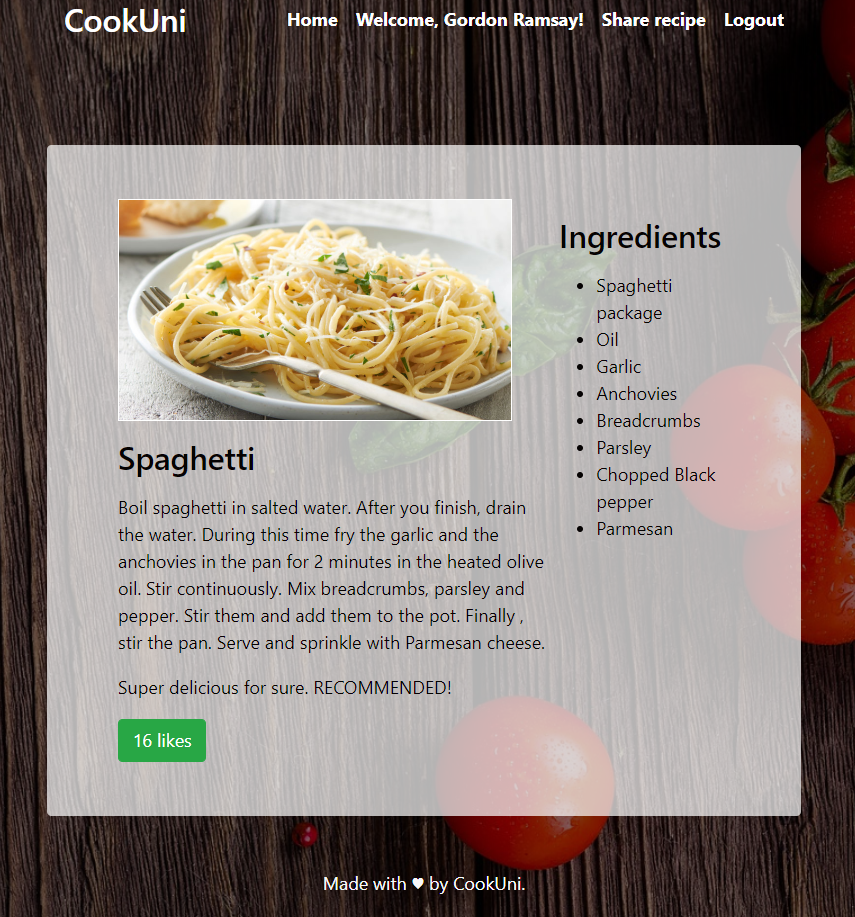 CookUni
Home Welcome, Gordon Ramsay! Share recipe Logout
Spaghetti
Boil spaghetti in salted water. After you finish, drain
the water. During this time fry the garlic and the
anchovies in the pan for 2 minutes in the heated olive
oil. Stir continuously. Mix breadcrumbs, parsley and
pepper. Stir them and add them to the pot. Finally ,
stir the pan. Serve and sprinkle with Parmesan cheese.
Super delicious for sure. RECOMMENDED!
16 likes
Ingredients
• Spaghetti
package
• Oil
• Garlic
• Anchovies
• Breadcrumbs
• Parsley
• Chopped Black
pepper
• Parmesan
Made with ♥ by CookUni.